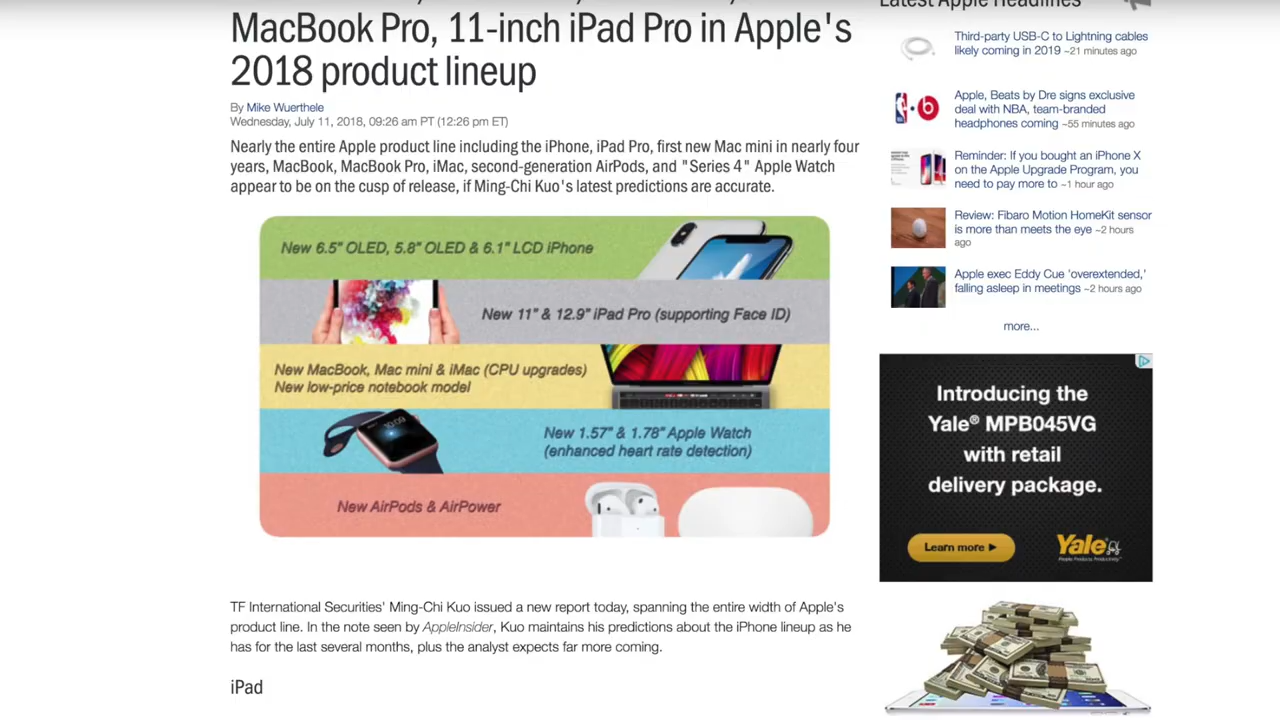 MacBook Pro, 11-inch iPad Pro in Apple's
2018 product lineup
By Mike Wuerthele
Wednesday, July 11, 2018, 09:26 am PT (12:26 pm ET)
Nearly the entire Apple product line including the iPhone, iPad Pro, first new Mac mini in nearly four
years, MacBook, MacBook Pro, iMac, second-generation AirPods, and "Series 4" Apple Watch
appear to be on the cusp of release, if Ming-Chi Kuo's latest predictions are accurate.
New 6.5" OLED, 5.8" OLED & 6.1" LCD iPhone
New 11" & 12.9" iPad Pro (supporting Face ID)
New MacBook, Mac mini & iMac (CPU upgrades)
New low-price notebook model
10:09
New 1.57" & 1.78" Apple Watch
(enhanced heart rate detection)
New AirPods & AirPower
TF International Securities' Ming-Chi Kuo issued a new report today, spanning the entire width of Apple's
product line. In the note seen by AppleInsider, Kuo maintains his predictions about the iPhone lineup as he
has for the last several months, plus the analyst expects far more coming.
iPad
Latest Apple Headlines
Third-party USB-C to Lightning cables
likely coming in 2019 ~21 minutes ago
Apple, Beats by Dre signs exclusive
deal with NBA, team-branded
headphones coming ~55 minutes ago
Reminder: If you bought an iPhone X
on the Apple Upgrade Program, you
need to pay more to ~1 hour ago
Review: Fibaro Motion HomeKit sensor
is more than meets the eye ~2 hours
ago
Apple exec Eddy Cue 'overextended,'
falling asleep in meetings ~2 hours ago
more...
Introducing the
Yale® MPB045VG
with retail
delivery package.
Learn more ▶
Yale
People. Products. Productivity.™